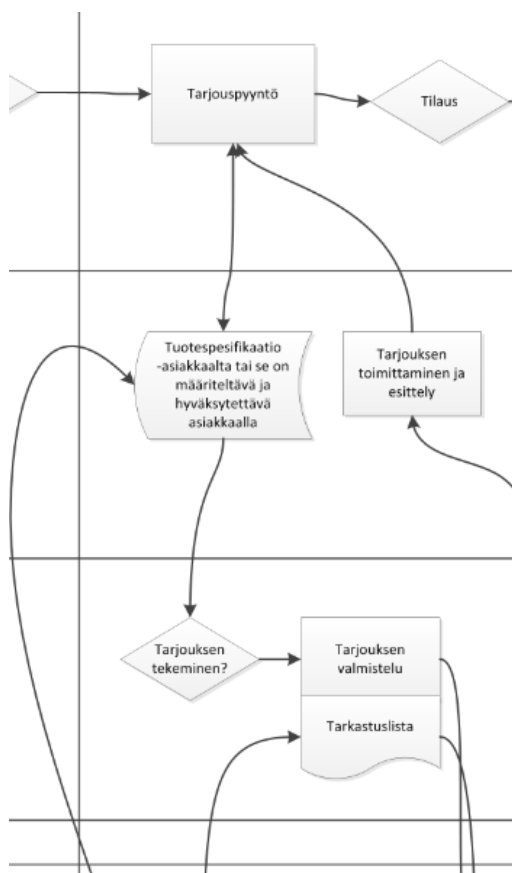 Tarjouspyyntö
Tilaus
Tuotespesifikaatio
-asiakkaalta tai se on
määriteltävä ja
hyväksytettävä
asiakkaalla
Tarjouksen
toimittaminen ja
esittely
Tarjouksen
tekeminen?
Tarjouksen
valmistelu
Tarkastuslista